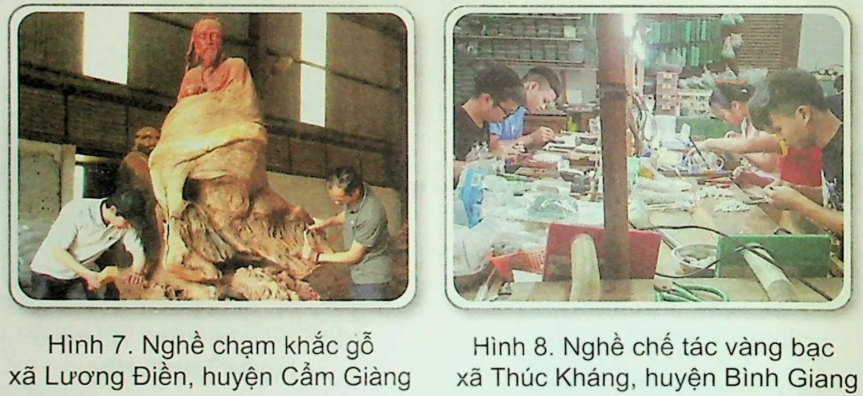 Hình 7. Nghề chạm khắc gỗ
xã Lương Điền, huyện Cẩm Giàng
Hình 8. Nghề chế tác vàng bạc
xã Thúc Kháng, huyện Bình Giang